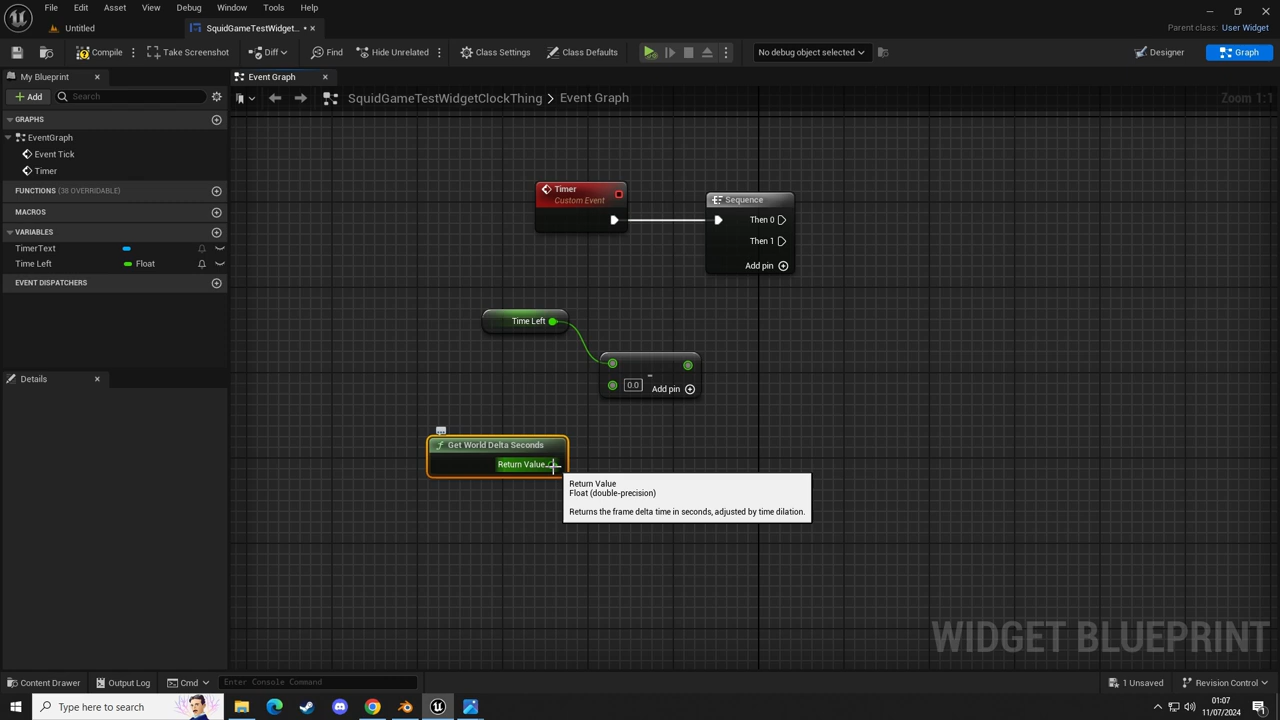 File Edit Asset View Debug Window Tools Help
Untitled
SquidGameTestWidget...
Parent class: User Widget
Compile
Take Screenshot
Diff
Find
Hide Unrelated
Class Settings
Class Defaults
No debug object selected
Designer
Graph
My Blueprint
Event Graph
Add
Search
SquidGameTestWidgetClockThing > Event Graph
Zoom 1:1
GRAPHS
EventGraph
Event Tick
Timer
FUNCTIONS (38 OVERRIDABLE)
MACROS
VARIABLES
TimerText
Time Left
Float
EVENT DISPATCHERS
Details
Timer
Custom Event
Sequence
Then 0
Then 1
Add pin
Time Left
-
0.0
Add pin
Get World Delta Seconds
Return Value
Return Value
Float (double-precision)
Returns the frame delta time in seconds, adjusted by time dilation.
WIDGET BLUEPRINT
Content Drawer
Output Log
Cmd
Enter Console Command
1 Unsaved
Revision Control
Type here to search
01:07
11/07/2024